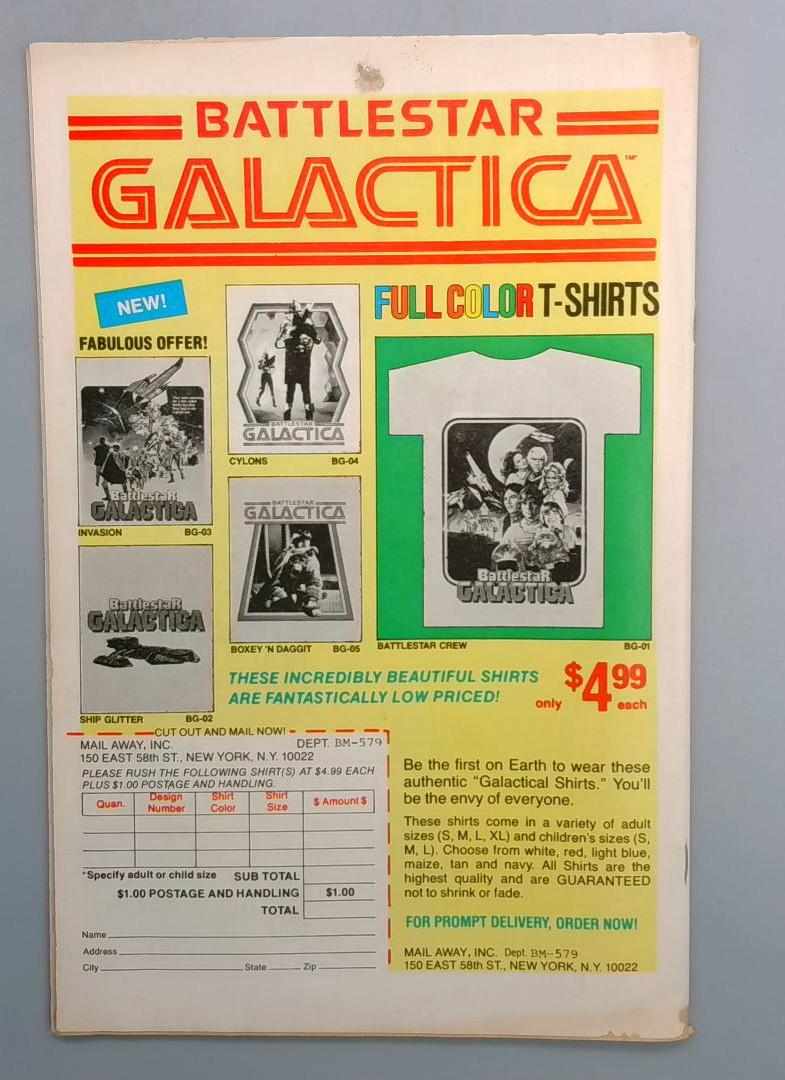 BATTLESTAR
GALACTICA™
NEW!
FABULOUS OFFER!
FULL COLOR T-SHIRTS
Battlestar
GALACTICA
INVASION BG-03
BATTLESTAR
GALACTICA
CYLONS BG-04
BattlestaR
GALACTICA
SHIP GLITTER BG-02
BATTLESTAR
GALACTICA
BOXEY 'N DAGGIT BG-05
BattlestaR
GALACTICA
BATTLESTAR CREW BG-01
THESE INCREDIBLY BEAUTIFUL SHIRTS
ARE FANTASTICALLY LOW PRICED!
only $4.99 each
CUT OUT AND MAIL NOW!
MAIL AWAY, INC. DEPT. BM-579
150 EAST 58th ST., NEW YORK, N.Y. 10022
PLEASE RUSH THE FOLLOWING SHIRT(S) AT $4.99 EACH
PLUS $1.00 POSTAGE AND HANDLING.
Quan. Design Number Shirt Color Shirt Size $ Amount $
*Specify adult or child size SUB TOTAL
$1.00 POSTAGE AND HANDLING $1.00
TOTAL
Name
Address
City State Zip
Be the first on Earth to wear these
authentic "Galactical Shirts." You'll
be the envy of everyone.
These shirts come in a variety of adult
sizes (S, M, L, XL) and children's sizes (S,
M, L). Choose from white, red, light blue,
maize, tan and navy. All Shirts are the
highest quality and are GUARANTEED
not to shrink or fade.
FOR PROMPT DELIVERY, ORDER NOW!
MAIL AWAY, INC. Dept. BM-579
150 EAST 58th ST., NEW YORK, N.Y. 10022